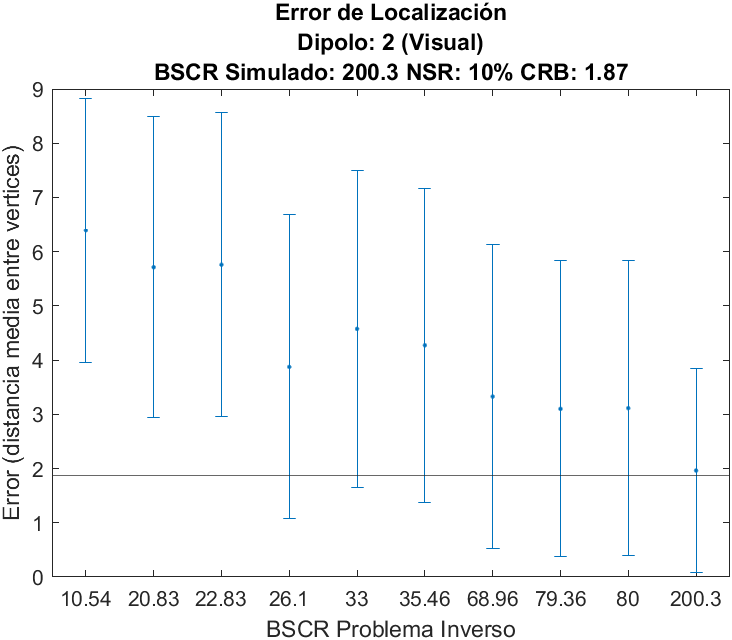 Error de Localización
Dipolo: 2 (Visual)
BSCR Simulado: 200.3 NSR: 10% CRB: 1.87
Error (distancia media entre vertices)
9
8
7
6
5
4
3
2
1
0
10.54 20.83 22.83 26.1 33 35.46 68.96 79.36 80 200.3
BSCR Problema Inverso